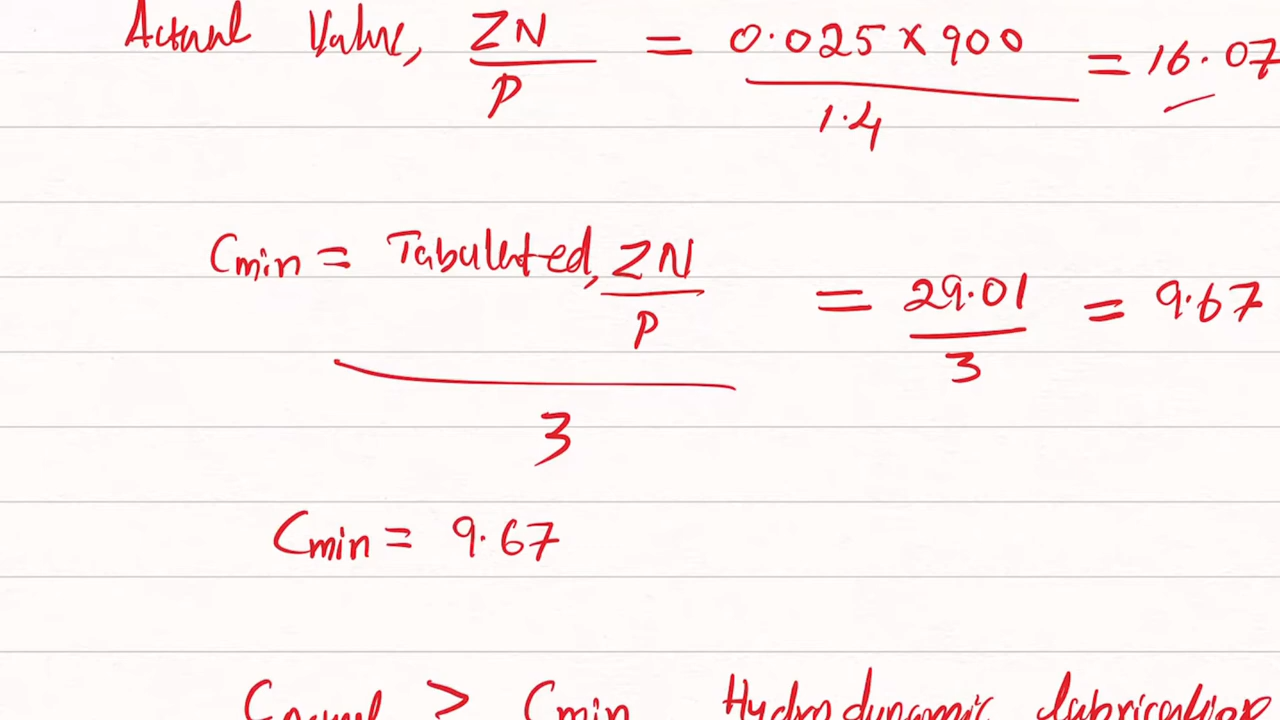 Actual Value, ZN/P = 0.025 × 900 / 1.4 = 16.07
Cmin = Tabulated, ZN/P / 3 = 29.01 / 3 = 9.67
Cmin = 9.67
> Cmin Hydrodynamic lubrication